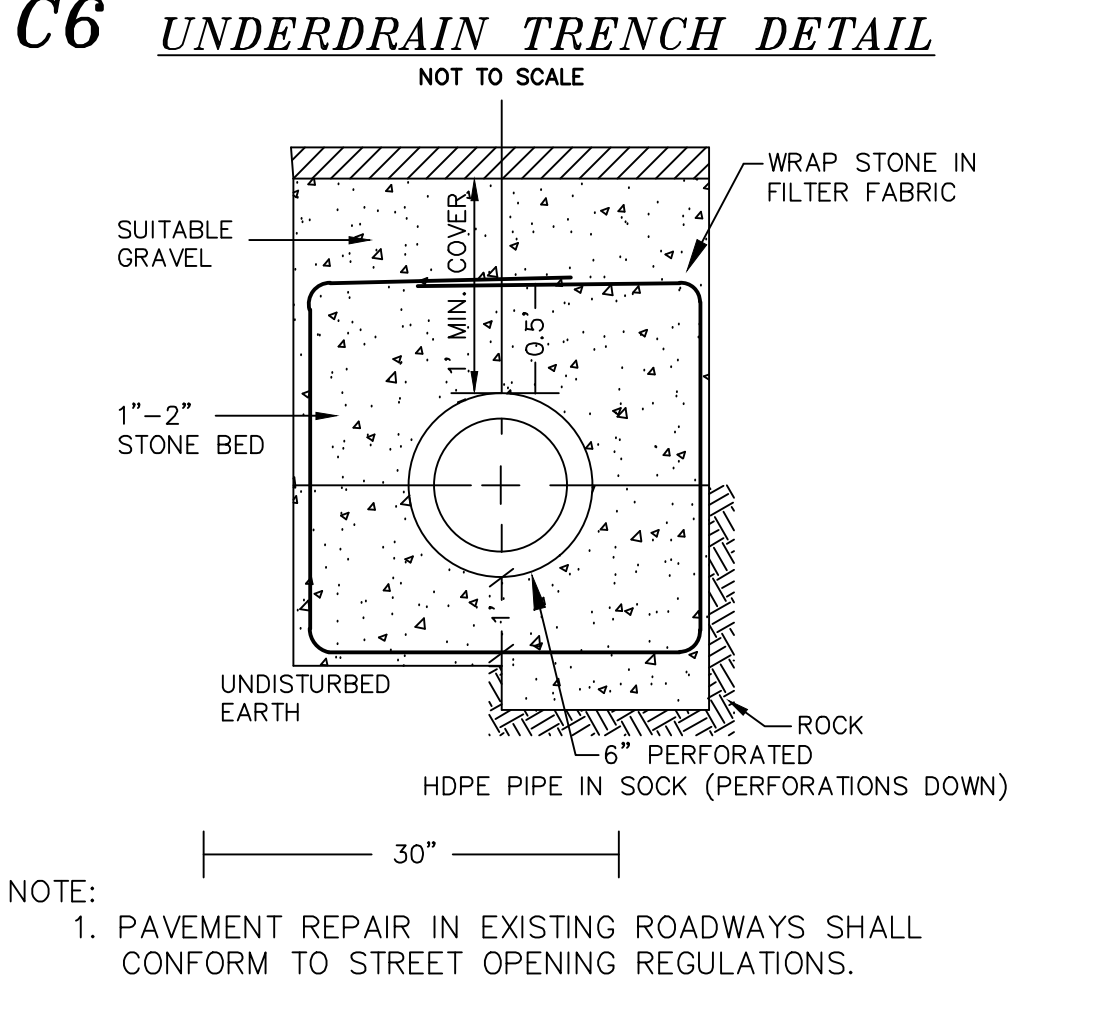 C6 UNDERDRAIN TRENCH DETAIL
NOT TO SCALE
WRAP STONE IN
FILTER FABRIC
SUITABLE
GRAVEL
1' MIN. COVER
0.5'
1"-2"
STONE BED
1'
UNDISTURBED
EARTH
ROCK
6" PERFORATED
HDPE PIPE IN SOCK (PERFORATIONS DOWN)
30"
NOTE:
1. PAVEMENT REPAIR IN EXISTING ROADWAYS SHALL
CONFORM TO STREET OPENING REGULATIONS.